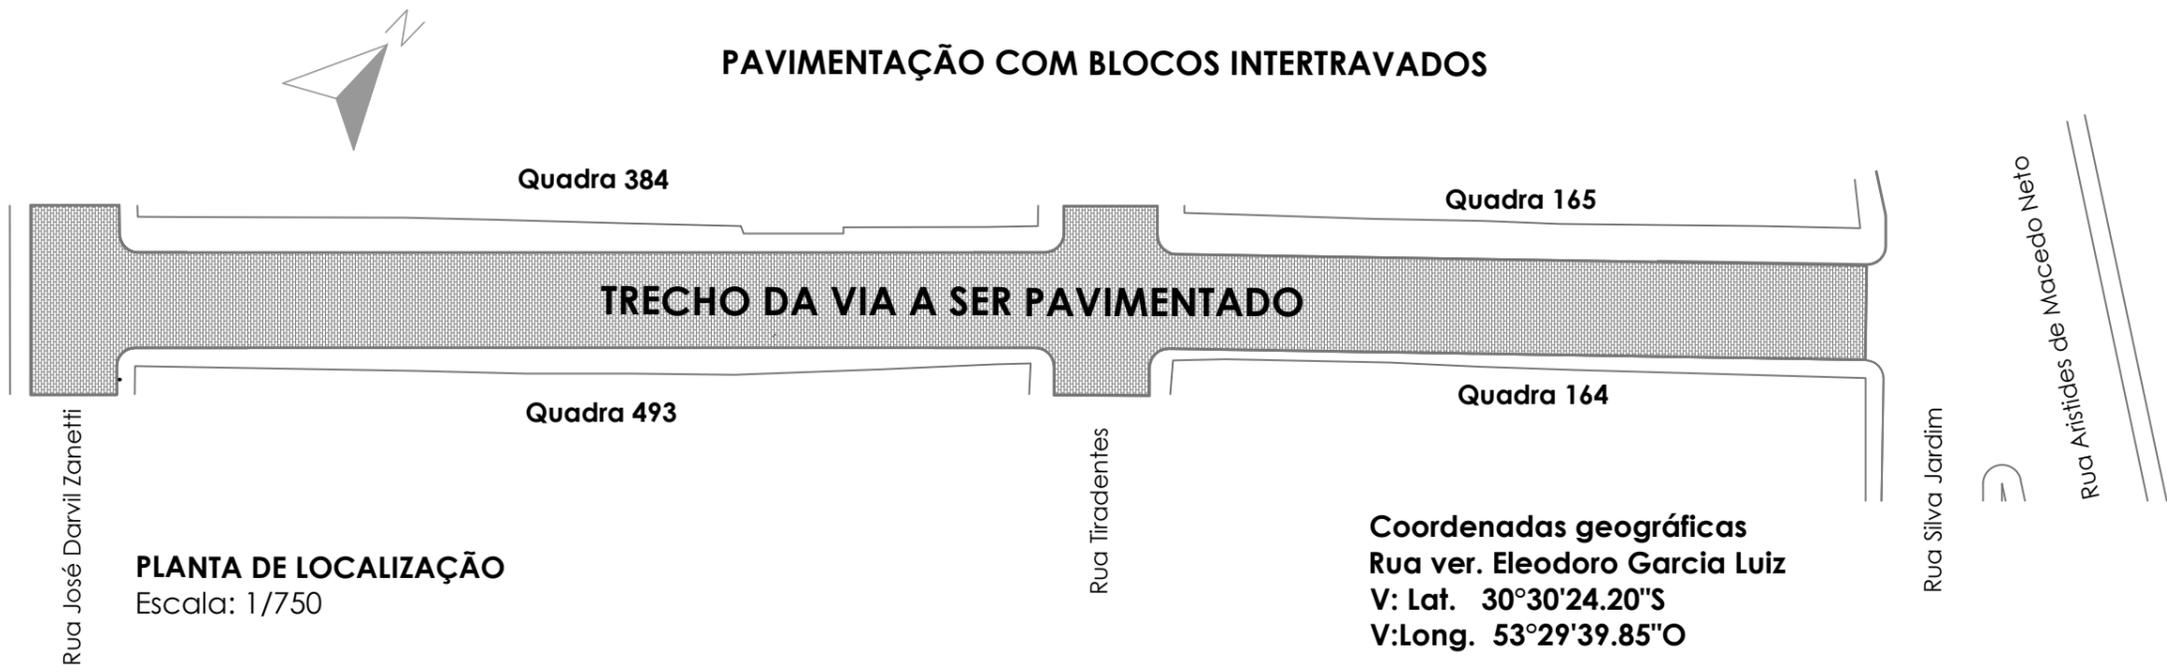 N
PAVIMENTAÇÃO COM BLOCOS INTERTRAVADOS
Quadra 384
Quadra 165
Rua Aristides de Macedo Neto
TRECHO DA VIA A SER PAVIMENTADO
Quadra 493
Quadra 164
Rua José Darvil Zanetti
Rua Tiradentes
Rua Silva Jardim
PLANTA DE LOCALIZAÇÃO
Escala: 1/750
Coordenadas geográficas
Rua ver. Eleodoro Garcia Luiz
V: Lat. 30°30'24.20"S
V:Long. 53°29'39.85"O